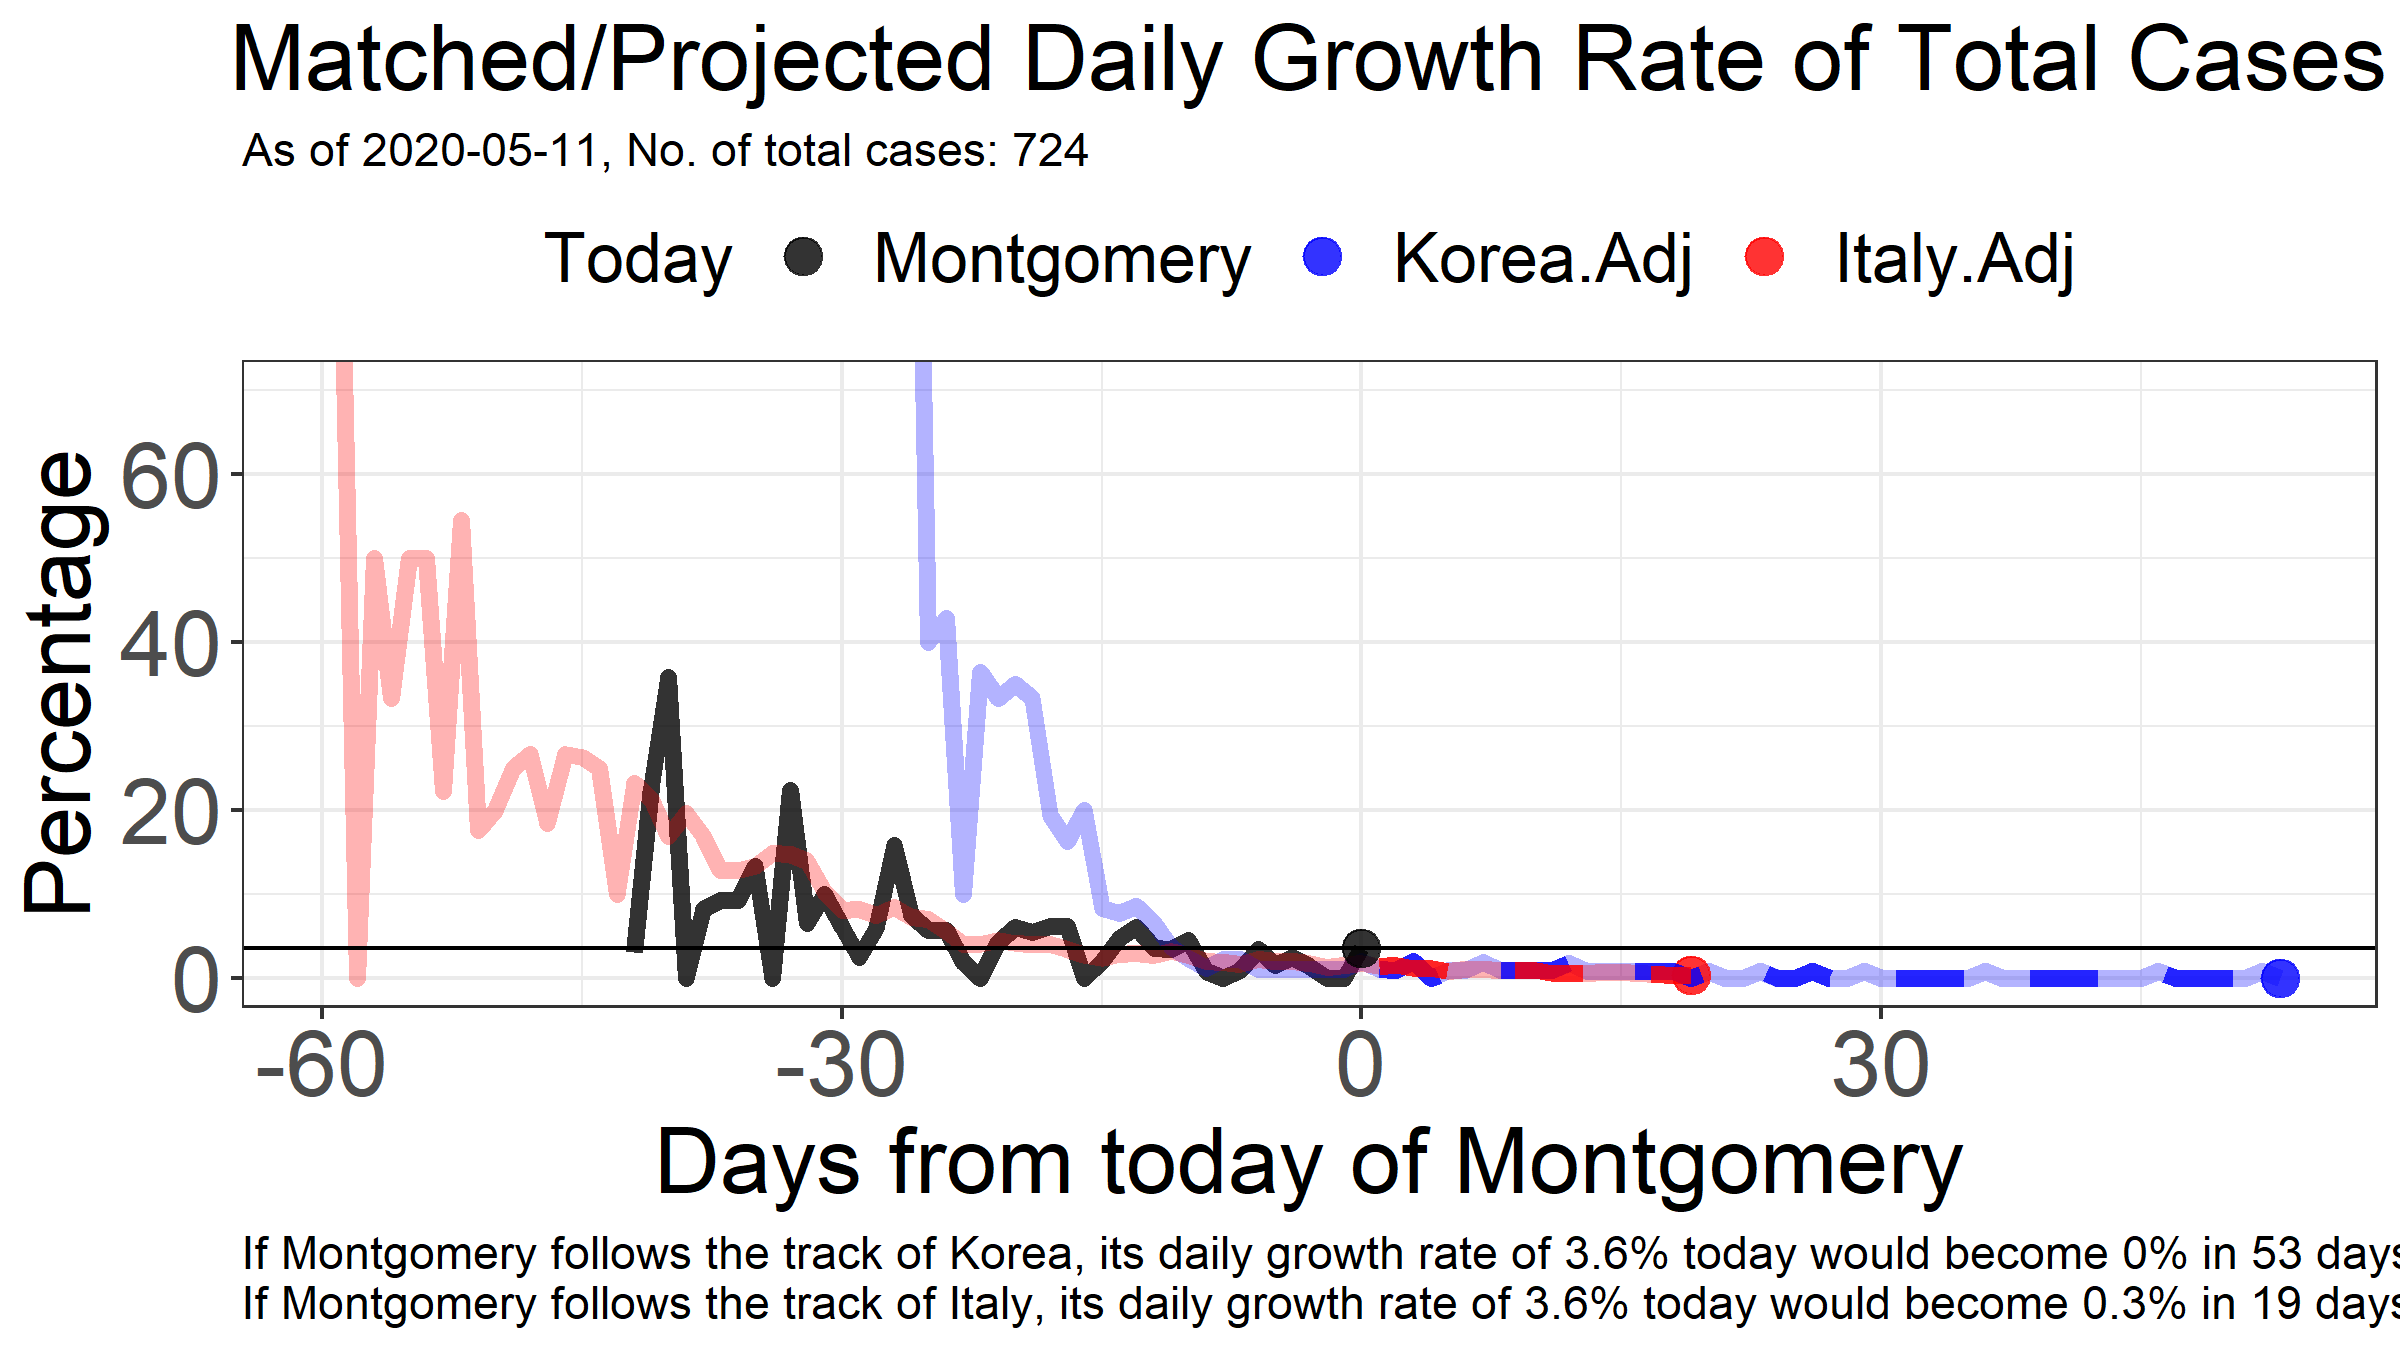 Matched/Projected Daily Growth Rate of Total Cases
As of 2020-05-11, No. of total cases: 724
Today Montgomery Korea.Adj Italy.Adj
Percentage
60
40
20
0
-60 -30 0 30
Days from today of Montgomery
If Montgomery follows the track of Korea, its daily growth rate of 3.6% today would become 0% in 53 days
If Montgomery follows the track of Italy, its daily growth rate of 3.6% today would become 0.3% in 19 days